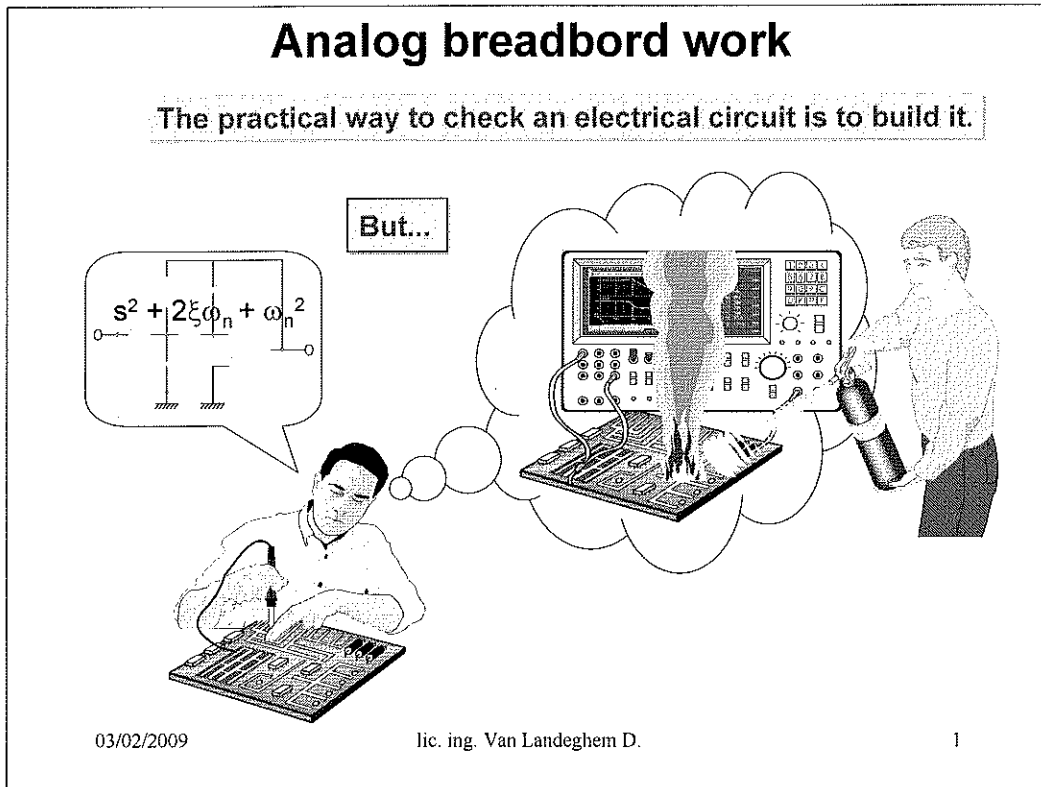 Analog breadbord work
The practical way to check an electrical circuit is to build it.
But...
s² + 2ξω_n + ω_n²
03/02/2009
lic. ing. Van Landeghem D.
1